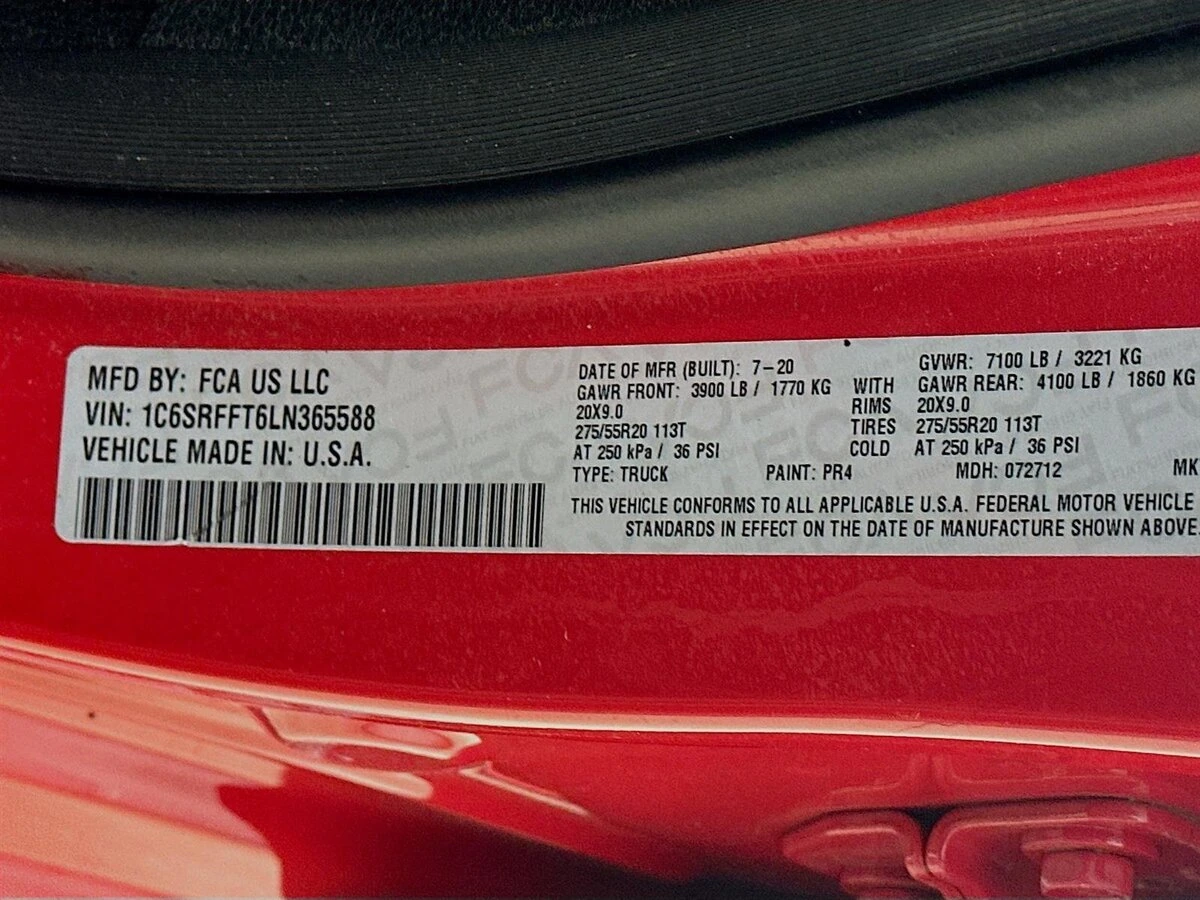 MFD BY: FCA US LLC
VIN: 1C6SRFFT6LN365588
VEHICLE MADE IN: U.S.A.
DATE OF MFR (BUILT): 7-20 GVWR: 7100 LB / 3221 KG
GAWR FRONT: 3900 LB / 1770 KG WITH GAWR REAR: 4100 LB / 1860 KG
20X9.0 RIMS 20X9.0
275/55R20 113T TIRES 275/55R20 113T
AT 250 kPa / 36 PSI COLD AT 250 kPa / 36 PSI
TYPE: TRUCK PAINT: PR4 MDH: 072712 MK
THIS VEHICLE CONFORMS TO ALL APPLICABLE U.S.A. FEDERAL MOTOR VEHICLE
STANDARDS IN EFFECT ON THE DATE OF MANUFACTURE SHOWN ABOVE.